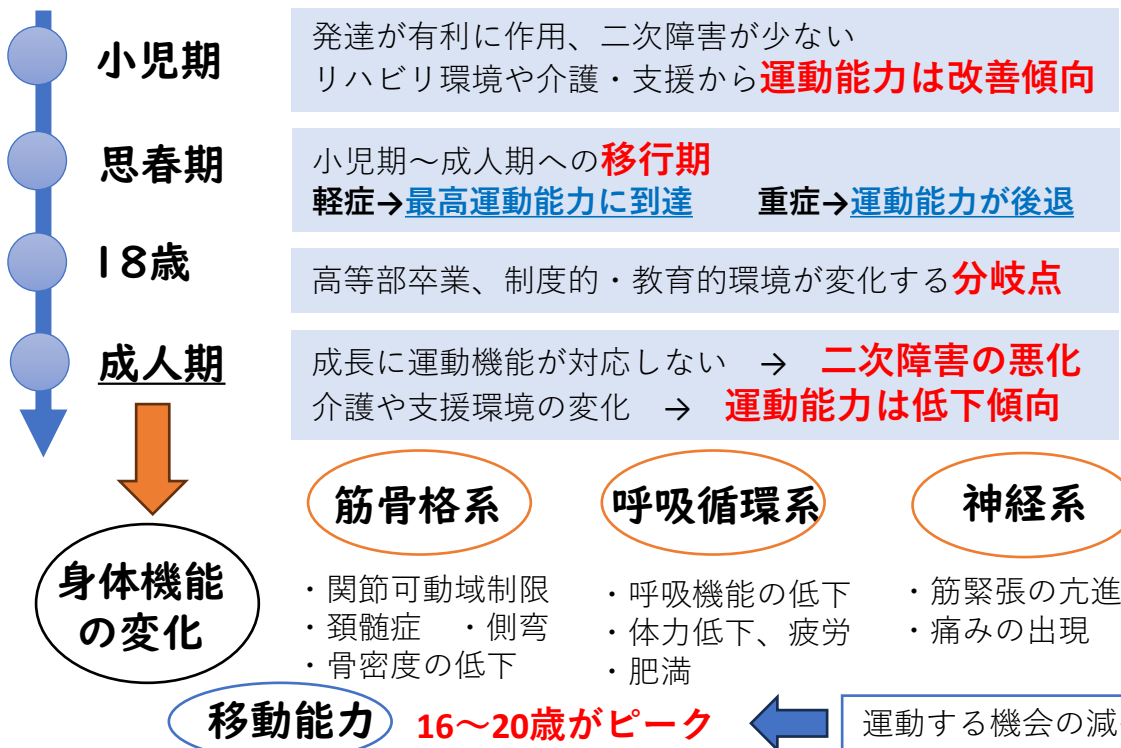 小児期
発達が有利に作用、二次障害が少ない
リハビリ環境や介護・支援から運動能力は改善傾向
思春期
小児期～成人期への移行期
軽症→最高運動能力に到達　　重症→運動能力が後退
18歳
高等部卒業、制度的・教育的環境が変化する分岐点
成人期
成長に運動機能が対応しない　→　二次障害の悪化
介護や支援環境の変化　→　運動能力は低下傾向
身体機能
の変化
筋骨格系
・関節可動域制限
・頚髄症　・側弯
・骨密度の低下
呼吸循環系
・呼吸機能の低下
・体力低下、疲労
・肥満
神経系
・筋緊張の亢進
・痛みの出現
移動能力　16～20歳がピーク
運動する機会の減